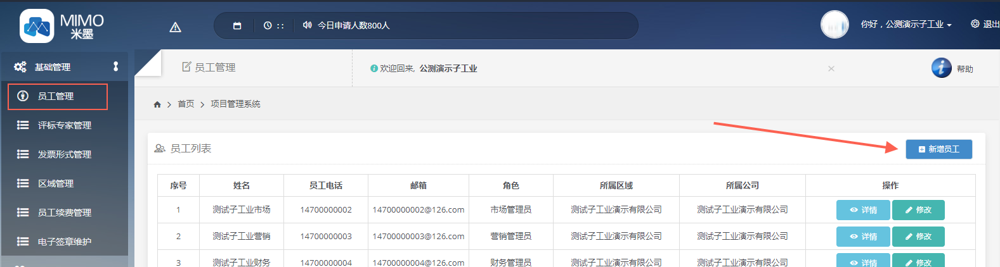 MIMO
米墨
: :
今日申请人数800人
你好，公测演示子工业
退出
基础管理
员工管理
评标专家管理
发票形式管理
区域管理
员工续费管理
电子签章维护
员工管理
欢迎回来, 公测演示子工业
×
帮助
首页 > 项目管理系统
员工列表
新增员工
序号 姓名 员工电话 邮箱 角色 所属区域 所属公司 操作
1 测试子工业市场 14700000002 14700000002@126.com 市场管理员 测试子工业演示有限公司 测试子工业演示有限公司 详情 修改
2 测试子工业营销 14700000003 14700000003@126.com 营销管理员 测试子工业演示有限公司 测试子工业演示有限公司 详情 修改
3 测试子工业财务 14700000004 14700000004@126.com 财务管理员 测试子工业演示有限公司 测试子工业演示有限公司 详情 修改